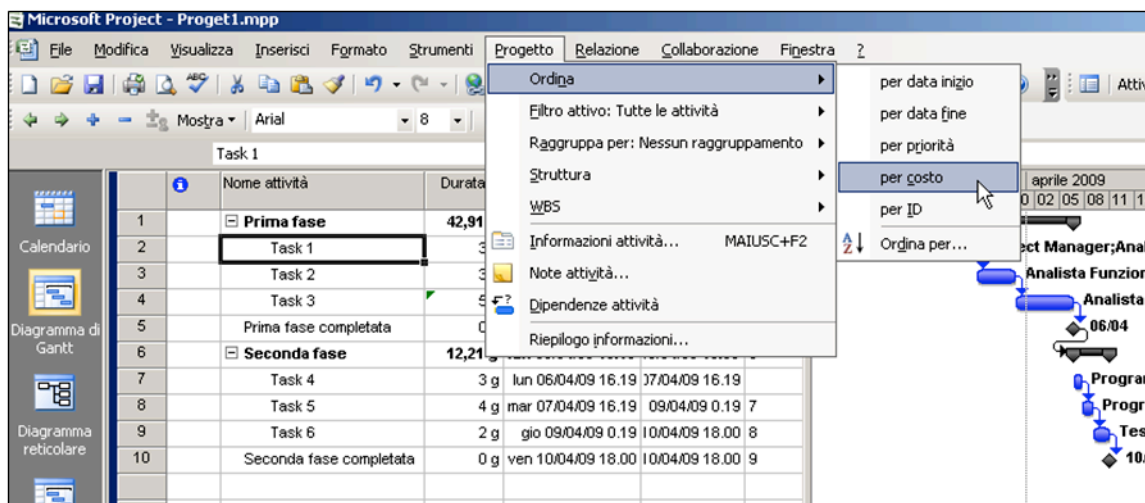 Microsoft Project - Proget1.mpp
File Modifica Visualizza Inserisci Formato Strumenti Progetto Relazione Collaborazione Finestra ?
Mostra Arial 8
Attiv
Task 1
Ordina
Filtro attivo: Tutte le attività
Raggruppa per: Nessun raggruppamento
Struttura
WBS
Informazioni attività... MAIUSC+F2
Note attività...
Dipendenze attività
Riepilogo informazioni...
per data inizio
per data fine
per priorità
per costo
per ID
Ordina per...
Calendario
Diagramma di
Gantt
Diagramma
reticolare
Nome attività Durata
aprile 2009
02 05 08 11
1 Prima fase 42,91
2 Task 1 3
3 Task 2 3
4 Task 3 5
5 Prima fase completata 0
6 Seconda fase 12,21 g
7 Task 4 3 g lun 06/04/09 16.19 07/04/09 16.19
8 Task 5 4 g mar 07/04/09 16.19 09/04/09 0.19 7
9 Task 6 2 g gio 09/04/09 0.19 10/04/09 18.00 8
10 Seconda fase completata 0 g ven 10/04/09 18.00 10/04/09 18.00 9
ect Manager;Anal
Analista Funzion
Analista
06/04
Program
Progr
Tes
10/